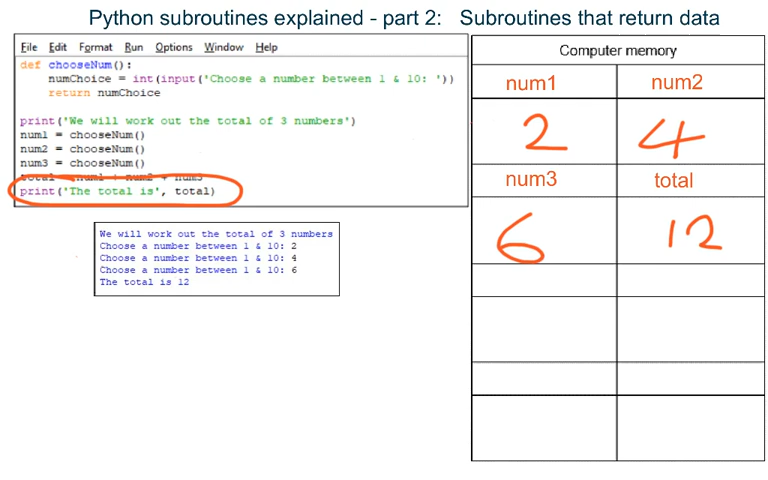 Python subroutines explained - part 2: Subroutines that return data
File Edit Format Run Options Window Help
def chooseNum():
numChoice = int(input('Choose a number between 1 & 10: '))
return numChoice
print('We will work out the total of 3 numbers')
num1 = chooseNum()
num2 = chooseNum()
num3 = chooseNum()
total = num1 + num2 + num3
print('The total is', total)
We will work out the total of 3 numbers
Choose a number between 1 & 10: 2
Choose a number between 1 & 10: 4
Choose a number between 1 & 10: 6
The total is 12
Computer memory
num1 num2
2 4
num3 total
6 12